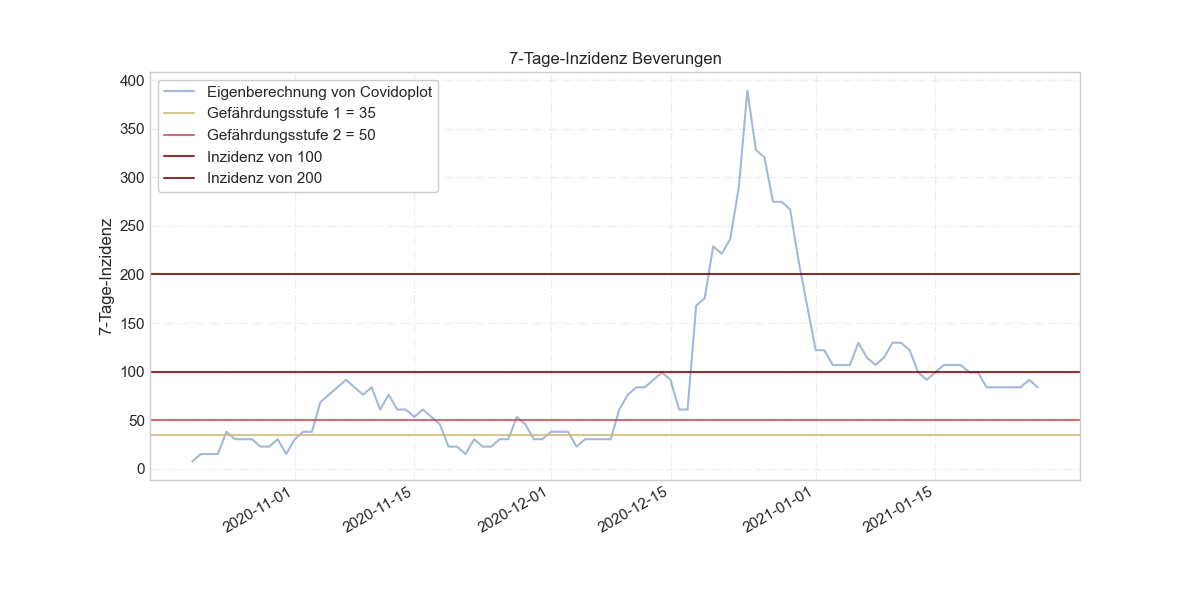 7-Tage-Inzidenz Beverungen
400
350
300
250
200
150
100
50
0
7-Tage-Inzidenz
Eigenberechnung von Covidoplot
Gefährdungsstufe 1 = 35
Gefährdungsstufe 2 = 50
Inzidenz von 100
Inzidenz von 200
2020-11-01
2020-11-15
2020-12-01
2020-12-15
2021-01-01
2021-01-15